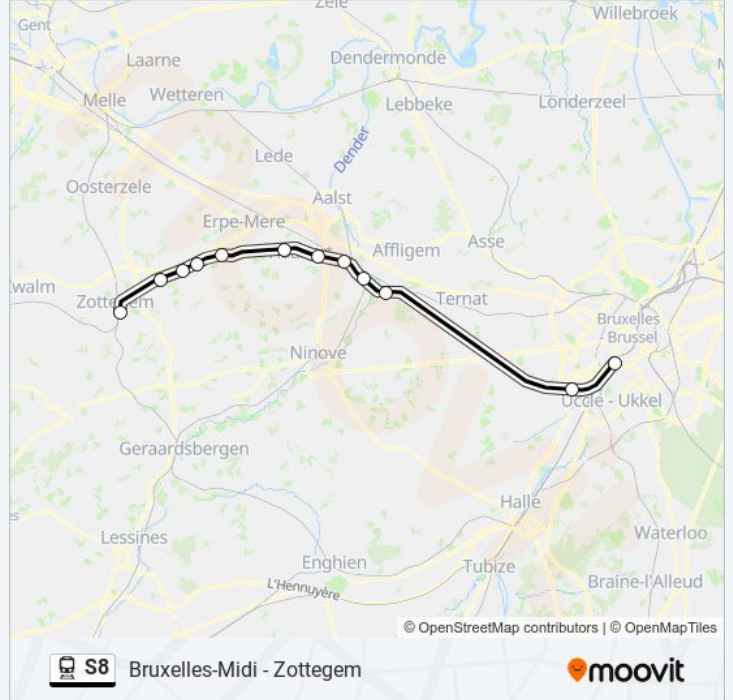 Zele
Willebroek
Gent
Laarne
Dendermonde
Melle
Wetteren
Lebbeke
Londerzeel
Dender
Lede
Oosterzele
Aalst
Erpe-Mere
Affligem
Asse
Zwalm
Zottegem
Ternat
Bruxelles
- Brussel
Ninove
Uccle - Ukkel
Geraardsbergen
Halle
Lessines
Waterloo
Enghien
Tubize
L'Hennuyère
Braine-l'Alleud
© OpenStreetMap contributors | © OpenMapTiles
S8 Bruxelles-Midi - Zottegem
moovit